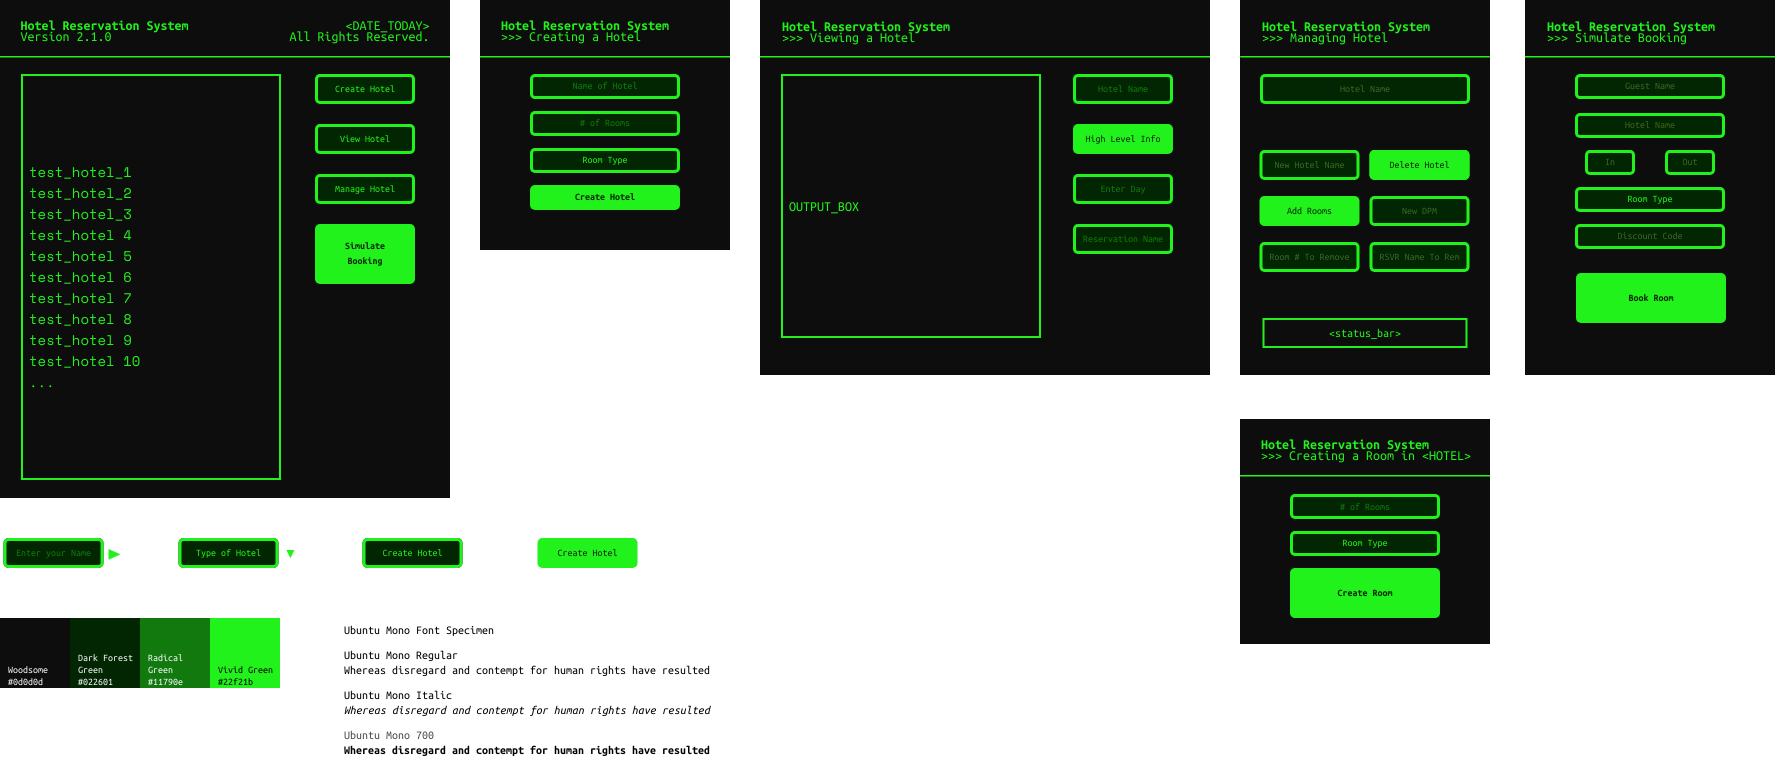 Hotel Reservation System
Version 2.1.0
<DATE_TODAY>
All Rights Reserved.
test_hotel_1
test_hotel_2
test_hotel_3
test_hotel 4
test_hotel 5
test_hotel 6
test_hotel 7
test_hotel 8
test_hotel 9
test_hotel 10
...
Create Hotel
View Hotel
Manage Hotel
Simulate
Booking
Hotel Reservation System
>>> Creating a Hotel
Name of Hotel
# of Rooms
Room Type
Create Hotel
Hotel Reservation System
>>> Viewing a Hotel
OUTPUT_BOX
Hotel Name
High Level Info
Enter Day
Reservation Name
Hotel Reservation System
>>> Managing Hotel
Hotel Name
New Hotel Name
Delete Hotel
Add Rooms
New DPM
Room # To Remove
RSVR Name To Rem
<status_bar>
Hotel Reservation System
>>> Simulate Booking
Guest Name
Hotel Name
In
Out
Room Type
Discount Code
Book Room
Hotel Reservation System
>>> Creating a Room in <HOTEL>
# of Rooms
Room Type
Create Room
Enter your Name
Type of Hotel
Create Hotel
Create Hotel
Woodsome
#0d0d0d
Dark Forest
Green
#022601
Radical
Green
#11790e
Vivid Green
#22f21b
Ubuntu Mono Font Specimen
Ubuntu Mono Regular
Whereas disregard and contempt for human rights have resulted
Ubuntu Mono Italic
Whereas disregard and contempt for human rights have resulted
Ubuntu Mono 700
Whereas disregard and contempt for human rights have resulted